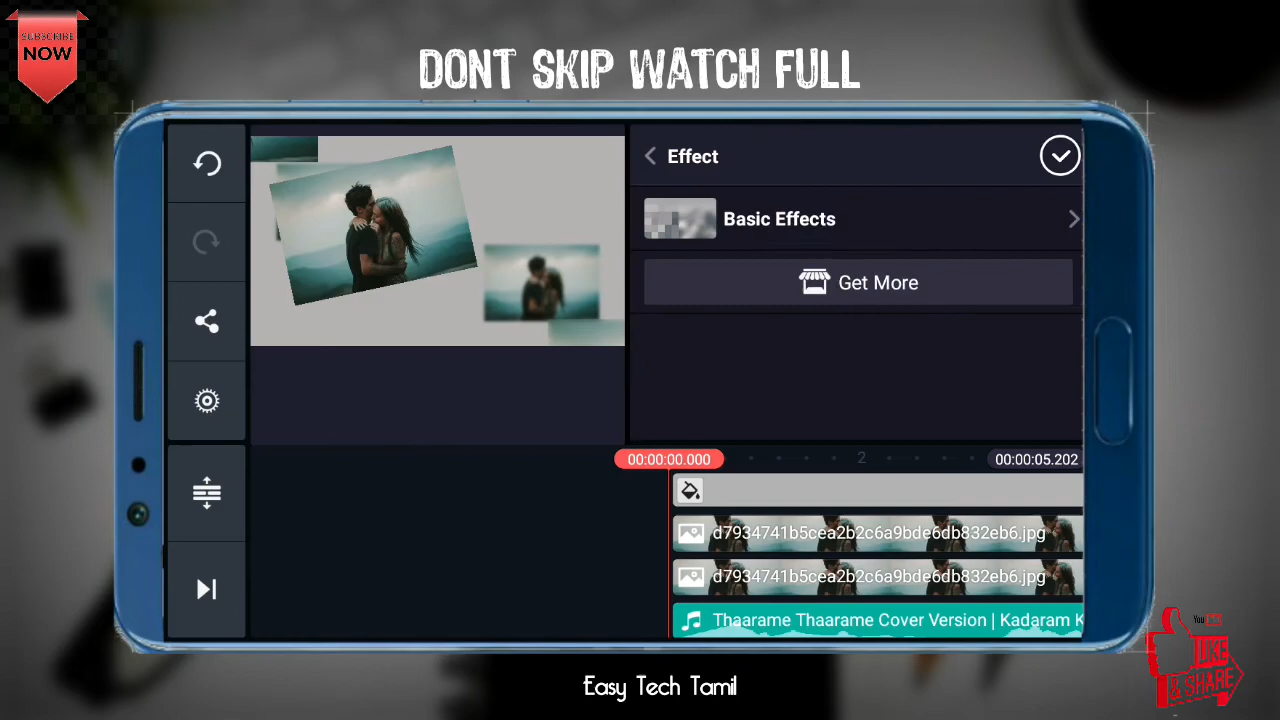 SUBSCRIBE
NOW
DONT SKIP WATCH FULL
Effect
Basic Effects
Get More
00:00:00.000
2
00:00:05.202
d7934741b5cea2b2c6a9bde6db832eb6.jpg
d7934741b5cea2b2c6a9bde6db832eb6.jpg
Thaarame Thaarame Cover Version | Kadaram K
Easy Tech Tamil
You
LIKE
& SHARE